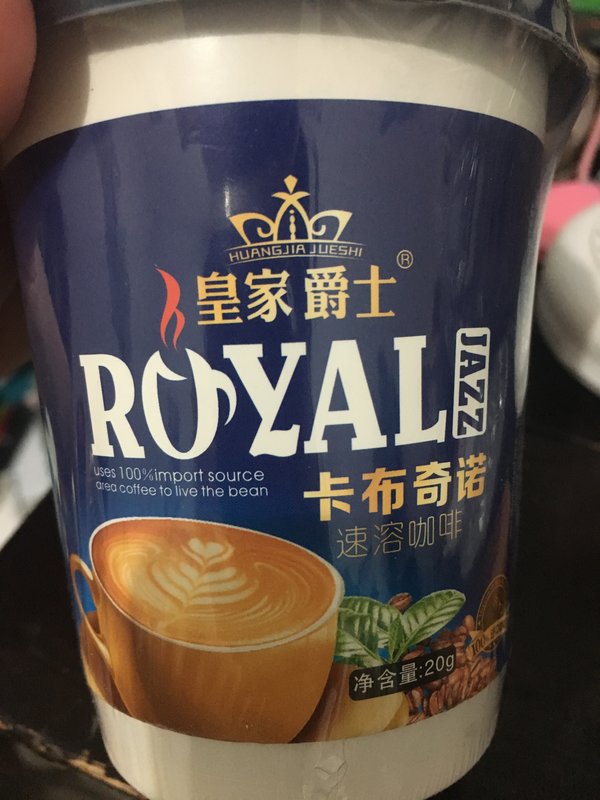 HUANGJIA JUESHI
皇家爵士®
ROYAL
JAZZ
uses 100%import source
area coffee to live the bean
卡布奇诺
速溶咖啡
净含量:20g
100%